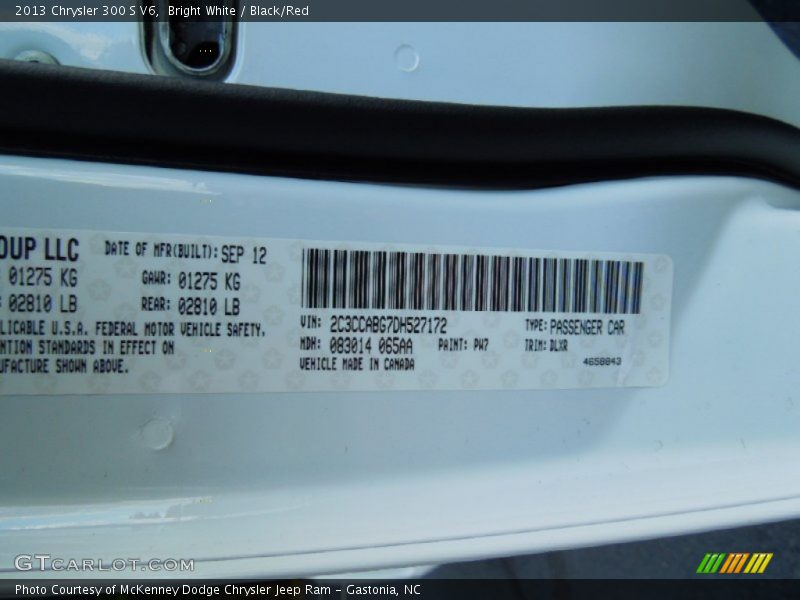 2013 Chrysler 300 S V6, Bright White / Black/Red
OUP LLC DATE OF MFR(BUILT): SEP 12
01275 KG GAWR: 01275 KG
02810 LB REAR: 02810 LB
LICABLE U.S.A. FEDERAL MOTOR VEHICLE SAFETY.
NTION STANDARDS IN EFFECT ON
UFACTURE SHOWN ABOVE.
VIN: 2C3CCABG7DH527172 TYPE: PASSENGER CAR
MDH: 083014 065AA PAINT: PW7 TRIM: DLXR
VEHICLE MADE IN CANADA 4658843
GTCARLOT.COM
Photo Courtesy of McKenney Dodge Chrysler Jeep Ram – Gastonia, NC